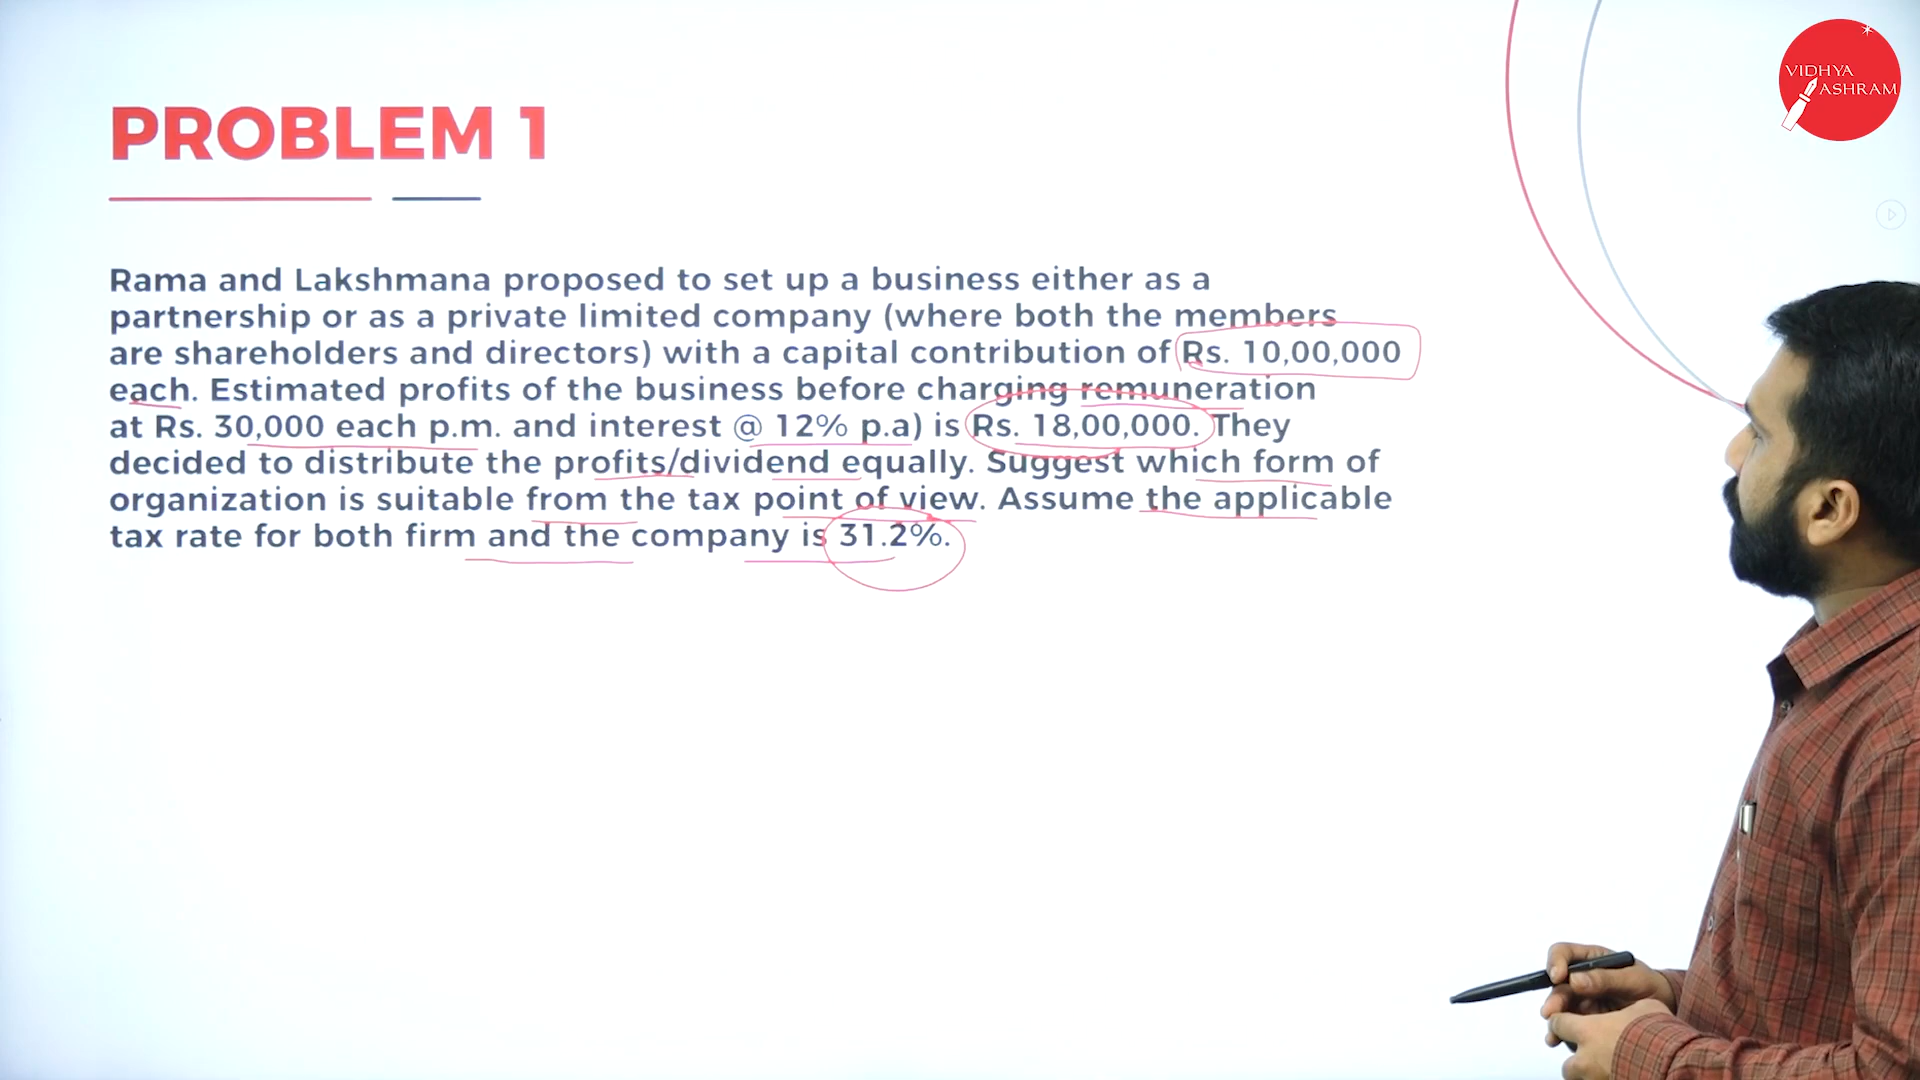 VIDHYA
ASHRAM
PROBLEM 1
Rama and Lakshmana proposed to set up a business either as a
partnership or as a private limited company (where both the members
are shareholders and directors) with a capital contribution of Rs. 10,00,000
each. Estimated profits of the business before charging remuneration
at Rs. 30,000 each p.m. and interest @ 12% p.a) is Rs. 18,00,000. They
decided to distribute the profits/dividend equally. Suggest which form of
organization is suitable from the tax point of view. Assume the applicable
tax rate for both firm and the company is 31.2%.